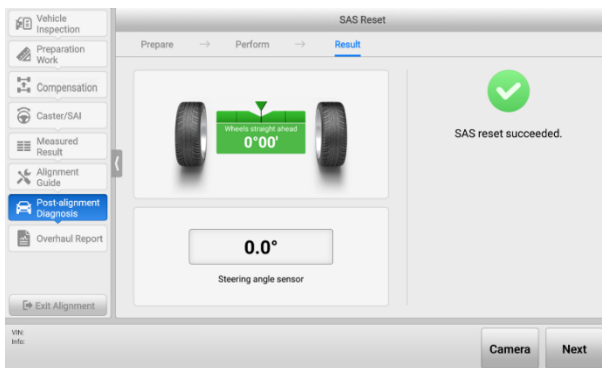 SAS Reset
Vehicle
Inspection
Preparation
Work
Compensation
Caster/SAI
Measured
Result
Alignment
Guide
Post-alignment
Diagnosis
Overhaul Report
Exit Alignment
Prepare → Perform → Result
Wheels straight ahead
0°00'
0.0°
Steering angle sensor
SAS reset succeeded.
VIN:
Info:
Camera
Next